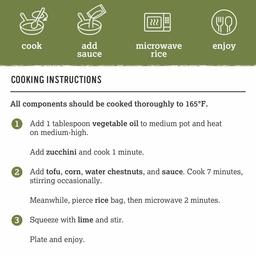 cook
add
sauce
microwave
rice
enjoy
COOKING INSTRUCTIONS
All components should be cooked thoroughly to 165°F.
1 Add 1 tablespoon vegetable oil to medium pot and heat
on medium-high.
Add zucchini and cook 1 minute.
2 Add tofu, corn, water chestnuts, and sauce. Cook 7 minutes,
stirring occasionally.
Meanwhile, pierce rice bag, then microwave 2 minutes.
3 Squeeze with lime and stir.
Plate and enjoy.